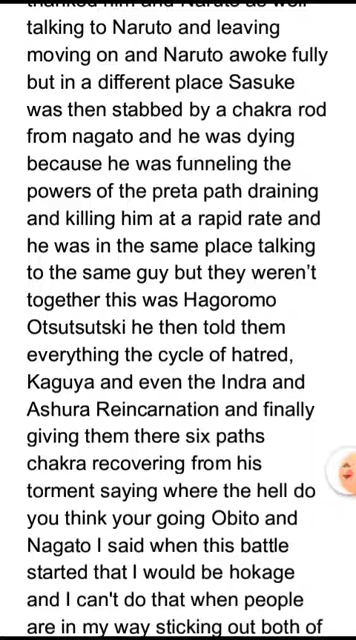 thanked him and Naruto as well
talking to Naruto and leaving
moving on and Naruto awoke fully
but in a different place Sasuke
was then stabbed by a chakra rod
from nagato and he was dying
because he was funneling the
powers of the preta path draining
and killing him at a rapid rate and
he was in the same place talking
to the same guy but they weren't
together this was Hagoromo
Otsutsutski he then told them
everything the cycle of hatred,
Kaguya and even the Indra and
Ashura Reincarnation and finally
giving them there six paths
chakra recovering from his
torment saying where the hell do
you think your going Obito and
Nagato I said when this battle
started that I would be hokage
and I can't do that when people
are in my way sticking out both of